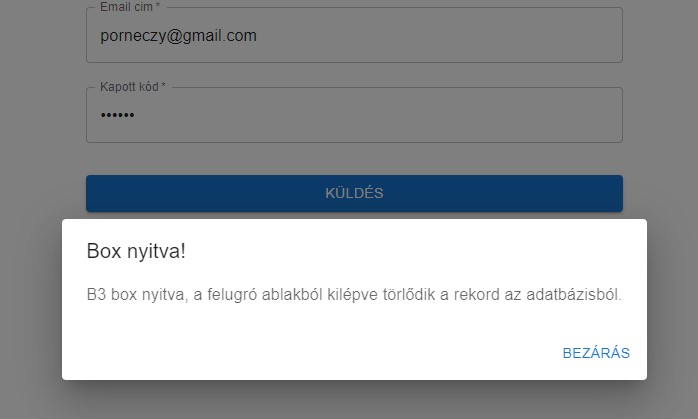 Email cim *
porneczy@gmail.com
Kapott kód *
••••••
KÜLDÉS
Box nyitva!
B3 box nyitva, a felugró ablakból kilépve törlődik a rekord az adatbázisból.
BEZÁRÁS